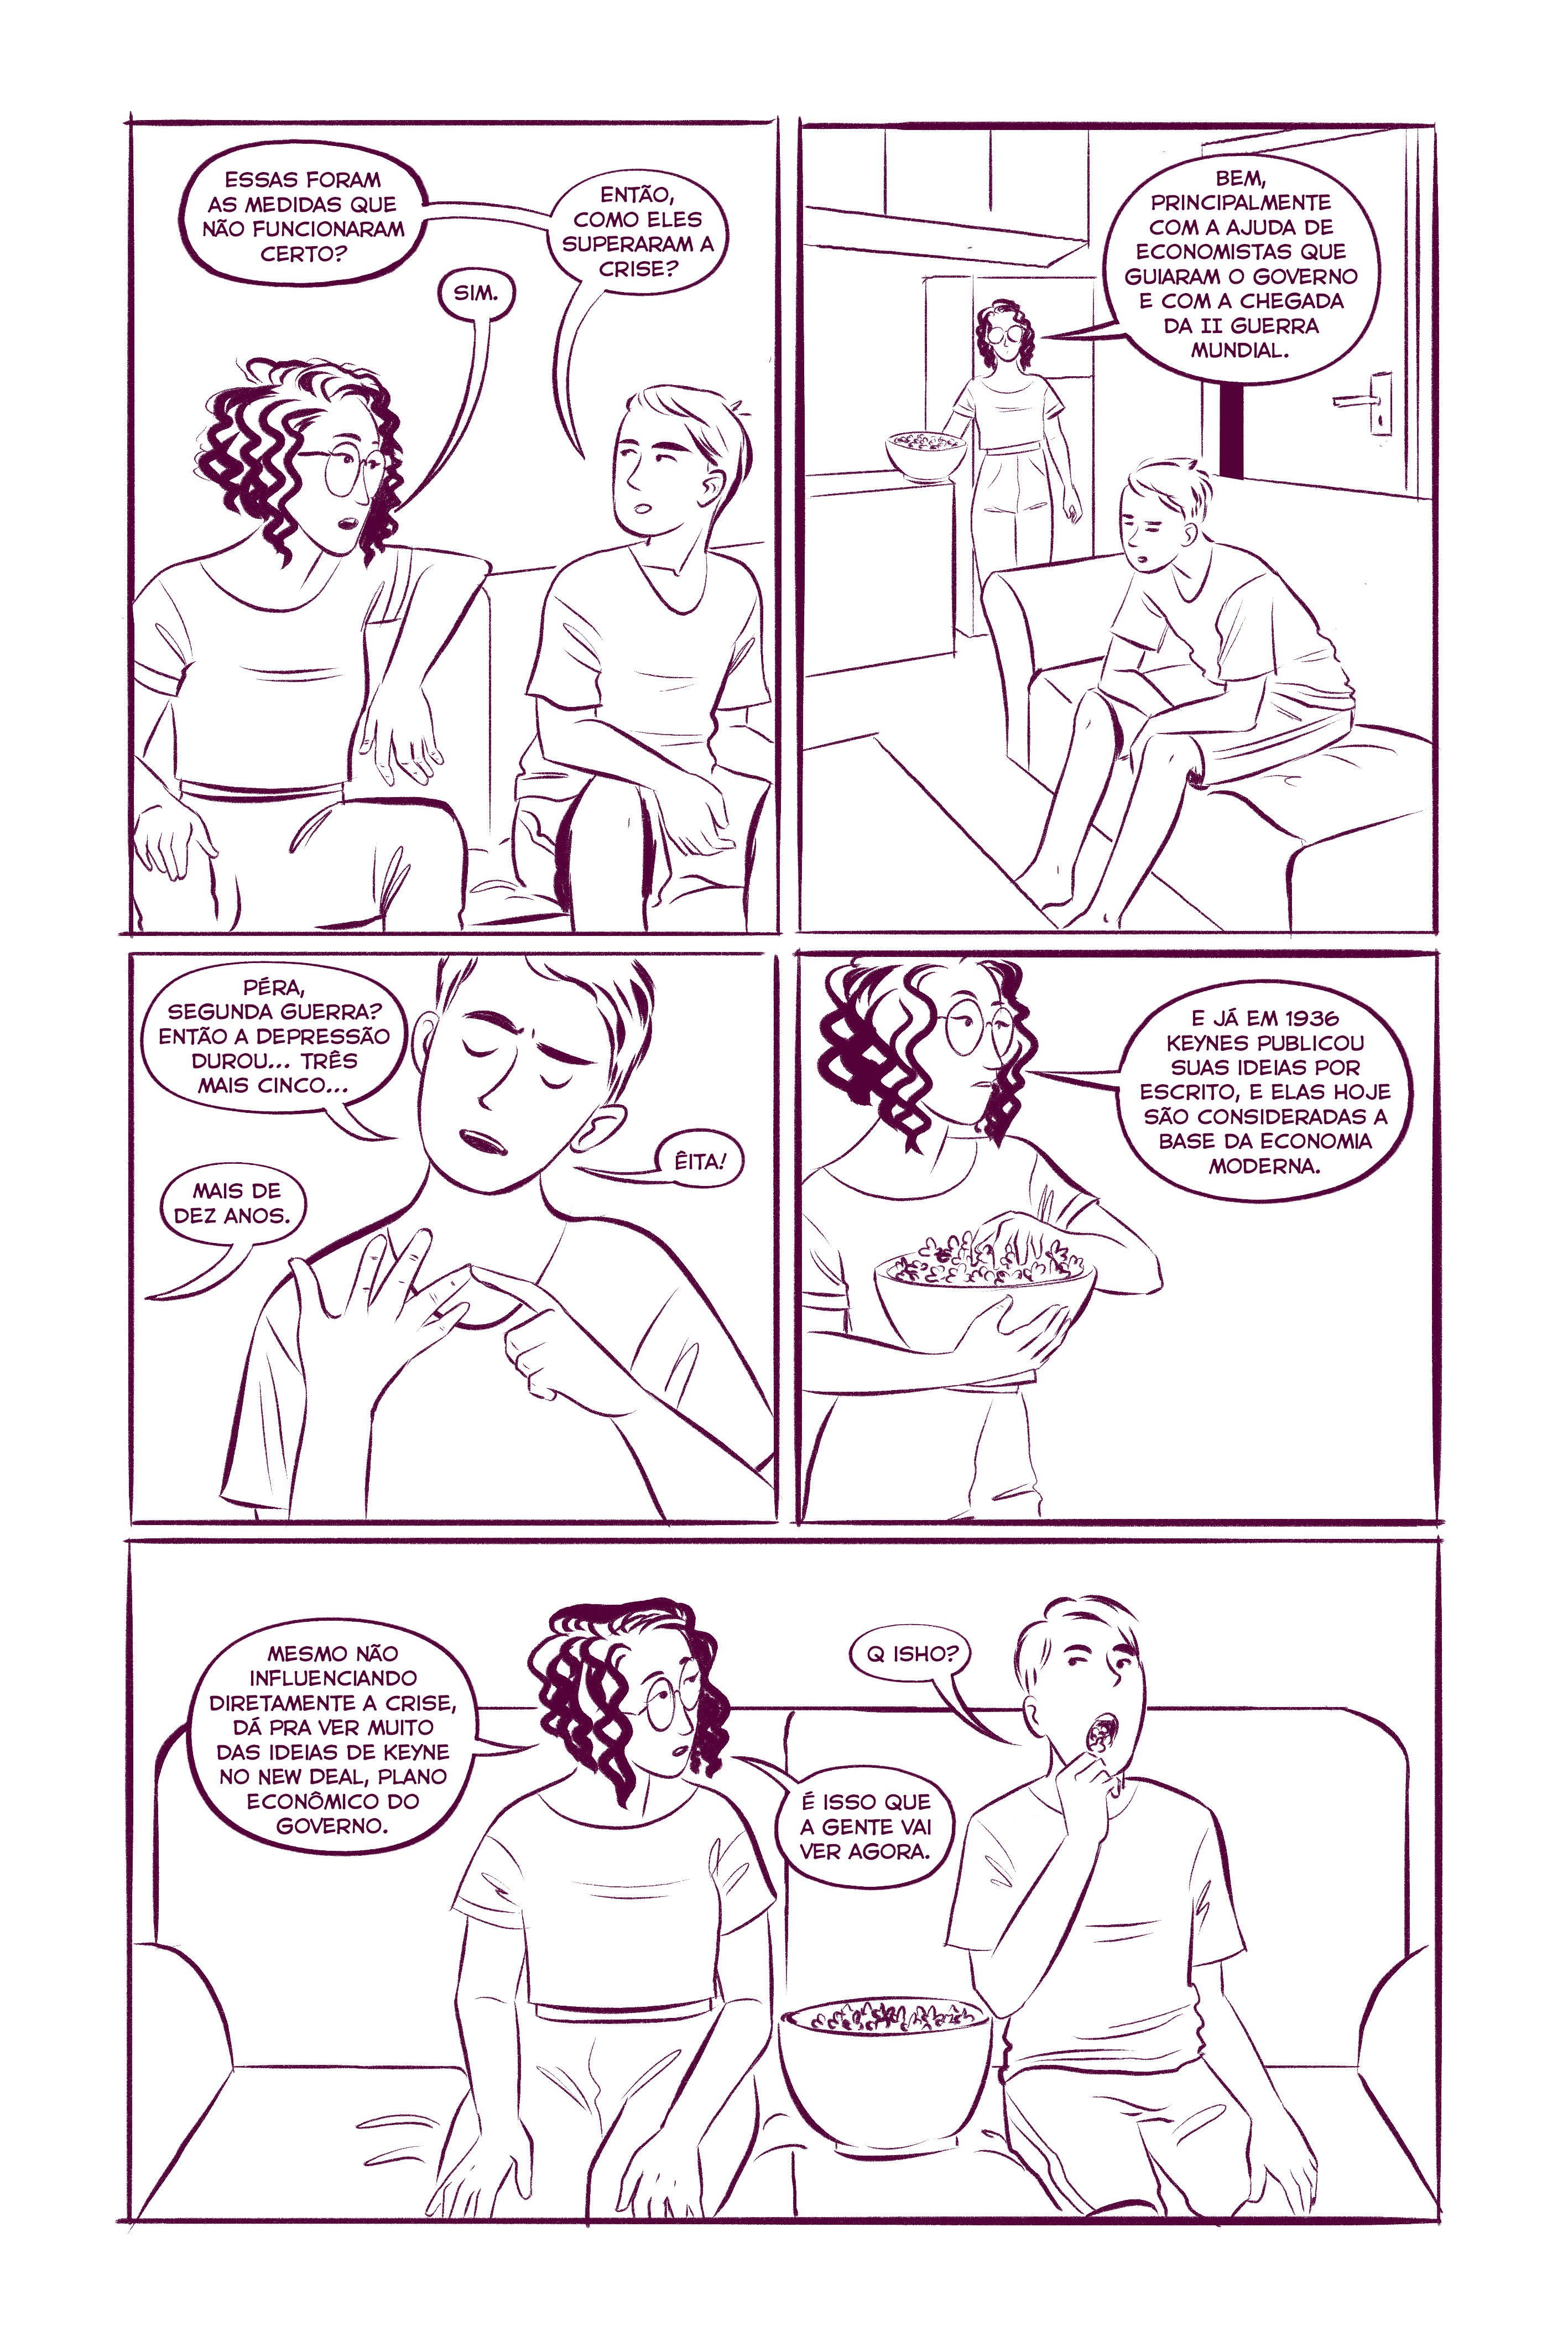 ESSAS FORAM
AS MEDIDAS QUE
NÃO FUNCIONARAM
CERTO?
SIM.
ENTÃO,
COMO ELES
SUPERARAM A
CRISE?
BEM,
PRINCIPALMENTE
COM A AJUDA DE
ECONOMISTAS QUE
GUIARAM O GOVERNO
E COM A CHEGADA
DA II GUERRA
MUNDIAL.
PÉRA,
SEGUNDA GUERRA?
ENTÃO A DEPRESSÃO
DUROU... TRÊS
MAIS CINCO...
MAIS DE
DEZ ANOS.
ÊITA!
E JÁ EM 1936
KEYNES PUBLICOU
SUAS IDEIAS POR
ESCRITO, E ELAS HOJE
SÃO CONSIDERADAS A
BASE DA ECONOMIA
MODERNA.
MESMO NÃO
INFLUENCIANDO
DIRETAMENTE A CRISE,
DÁ PRA VER MUITO
DAS IDEIAS DE KEYNE
NO NEW DEAL, PLANO
ECONÔMICO DO
GOVERNO.
Q ISHO?
É ISSO QUE
A GENTE VAI
VER AGORA.